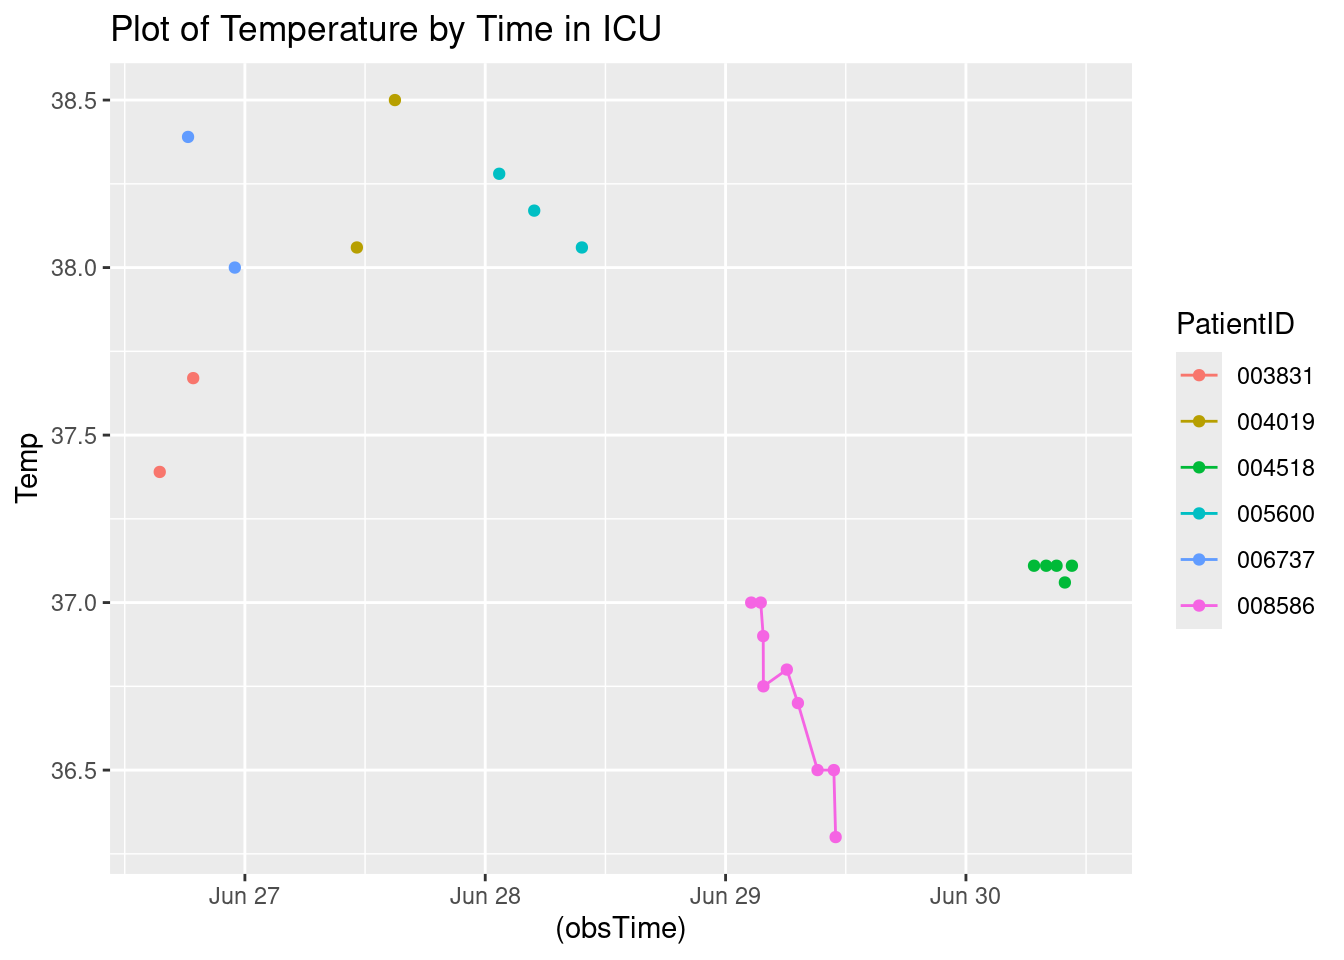 Plot of Temperature by Time in ICU
38.5
38.0
37.5
37.0
36.5
Temp
Jun 27
Jun 28
Jun 29
Jun 30
(obsTime)
PatientID
003831
004019
004518
005600
006737
008586